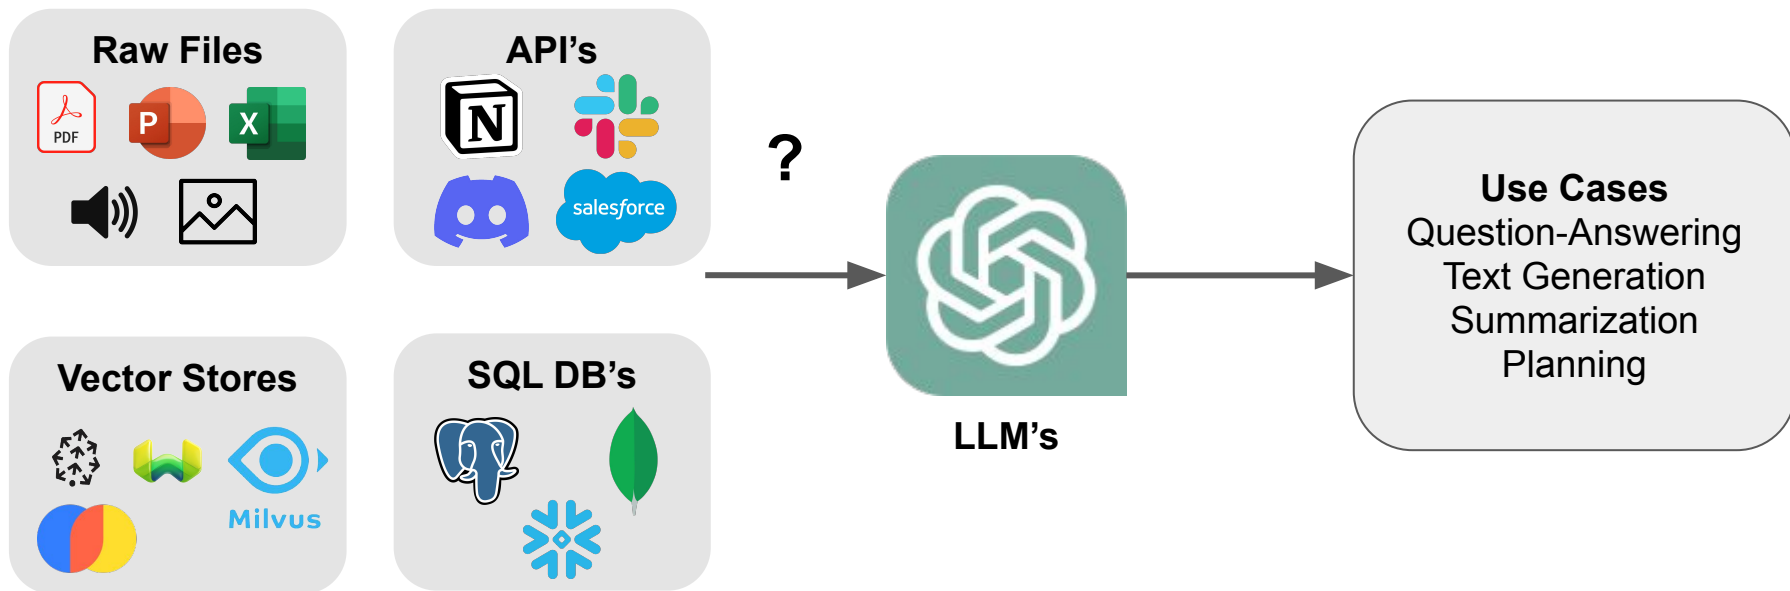 Raw Files
PDF
P
X
API's
N
salesforce
Vector Stores
Milvus
SQL DB's
?
LLM's
Use Cases
Question-Answering
Text Generation
Summarization
Planning